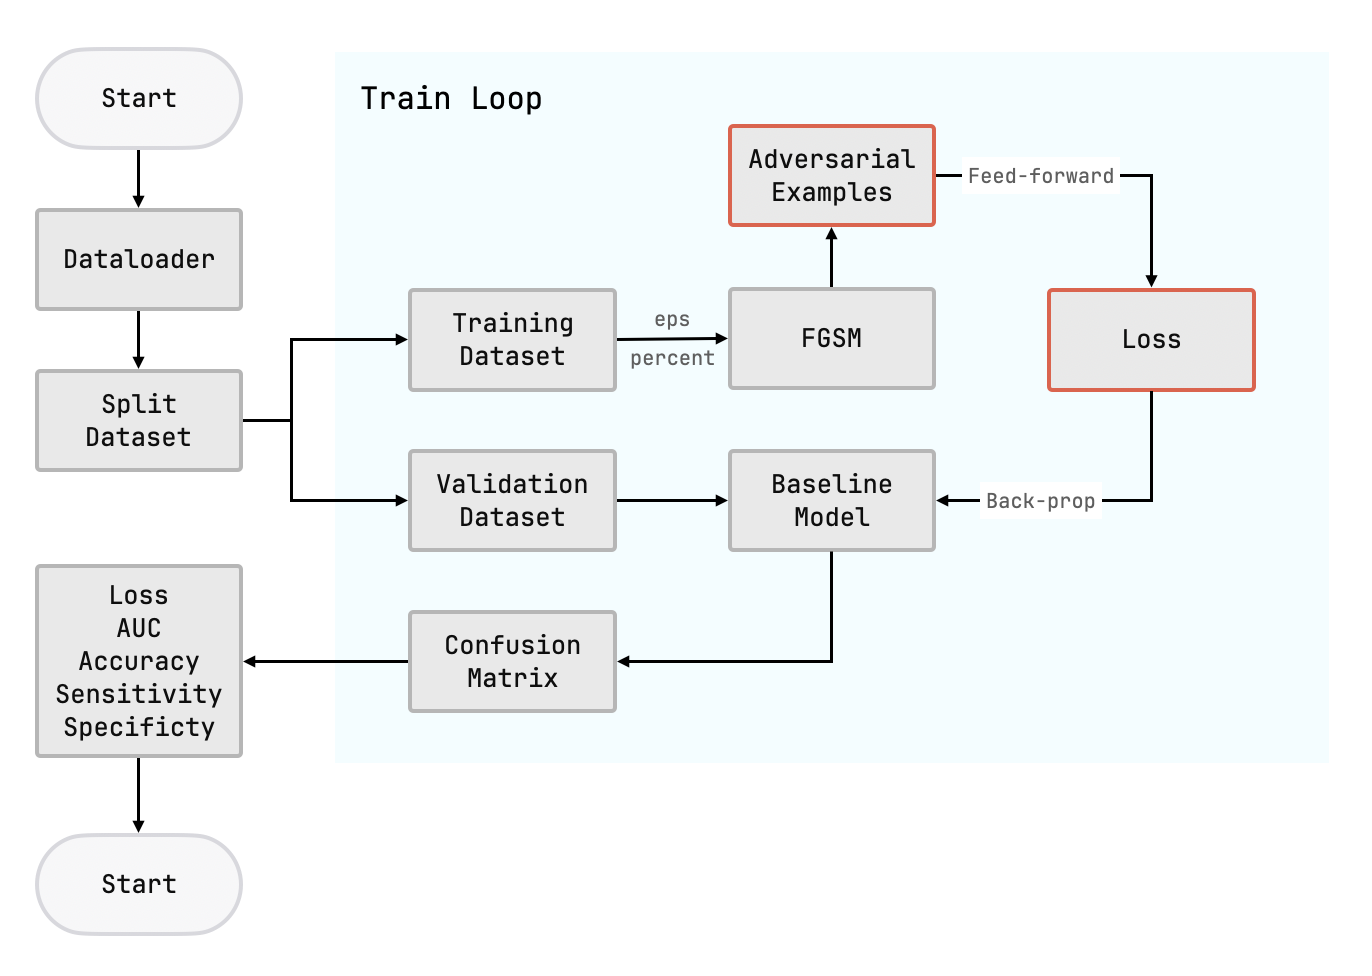 Start
Dataloader
Split
Dataset
Train Loop
Adversarial
Examples
Feed-forward
Training
Dataset
eps
percent
FGSM
Loss
Validation
Dataset
Baseline
Model
Back-prop
Confusion
Matrix
Loss
AUC
Accuracy
Sensitivity
Specificty
Start